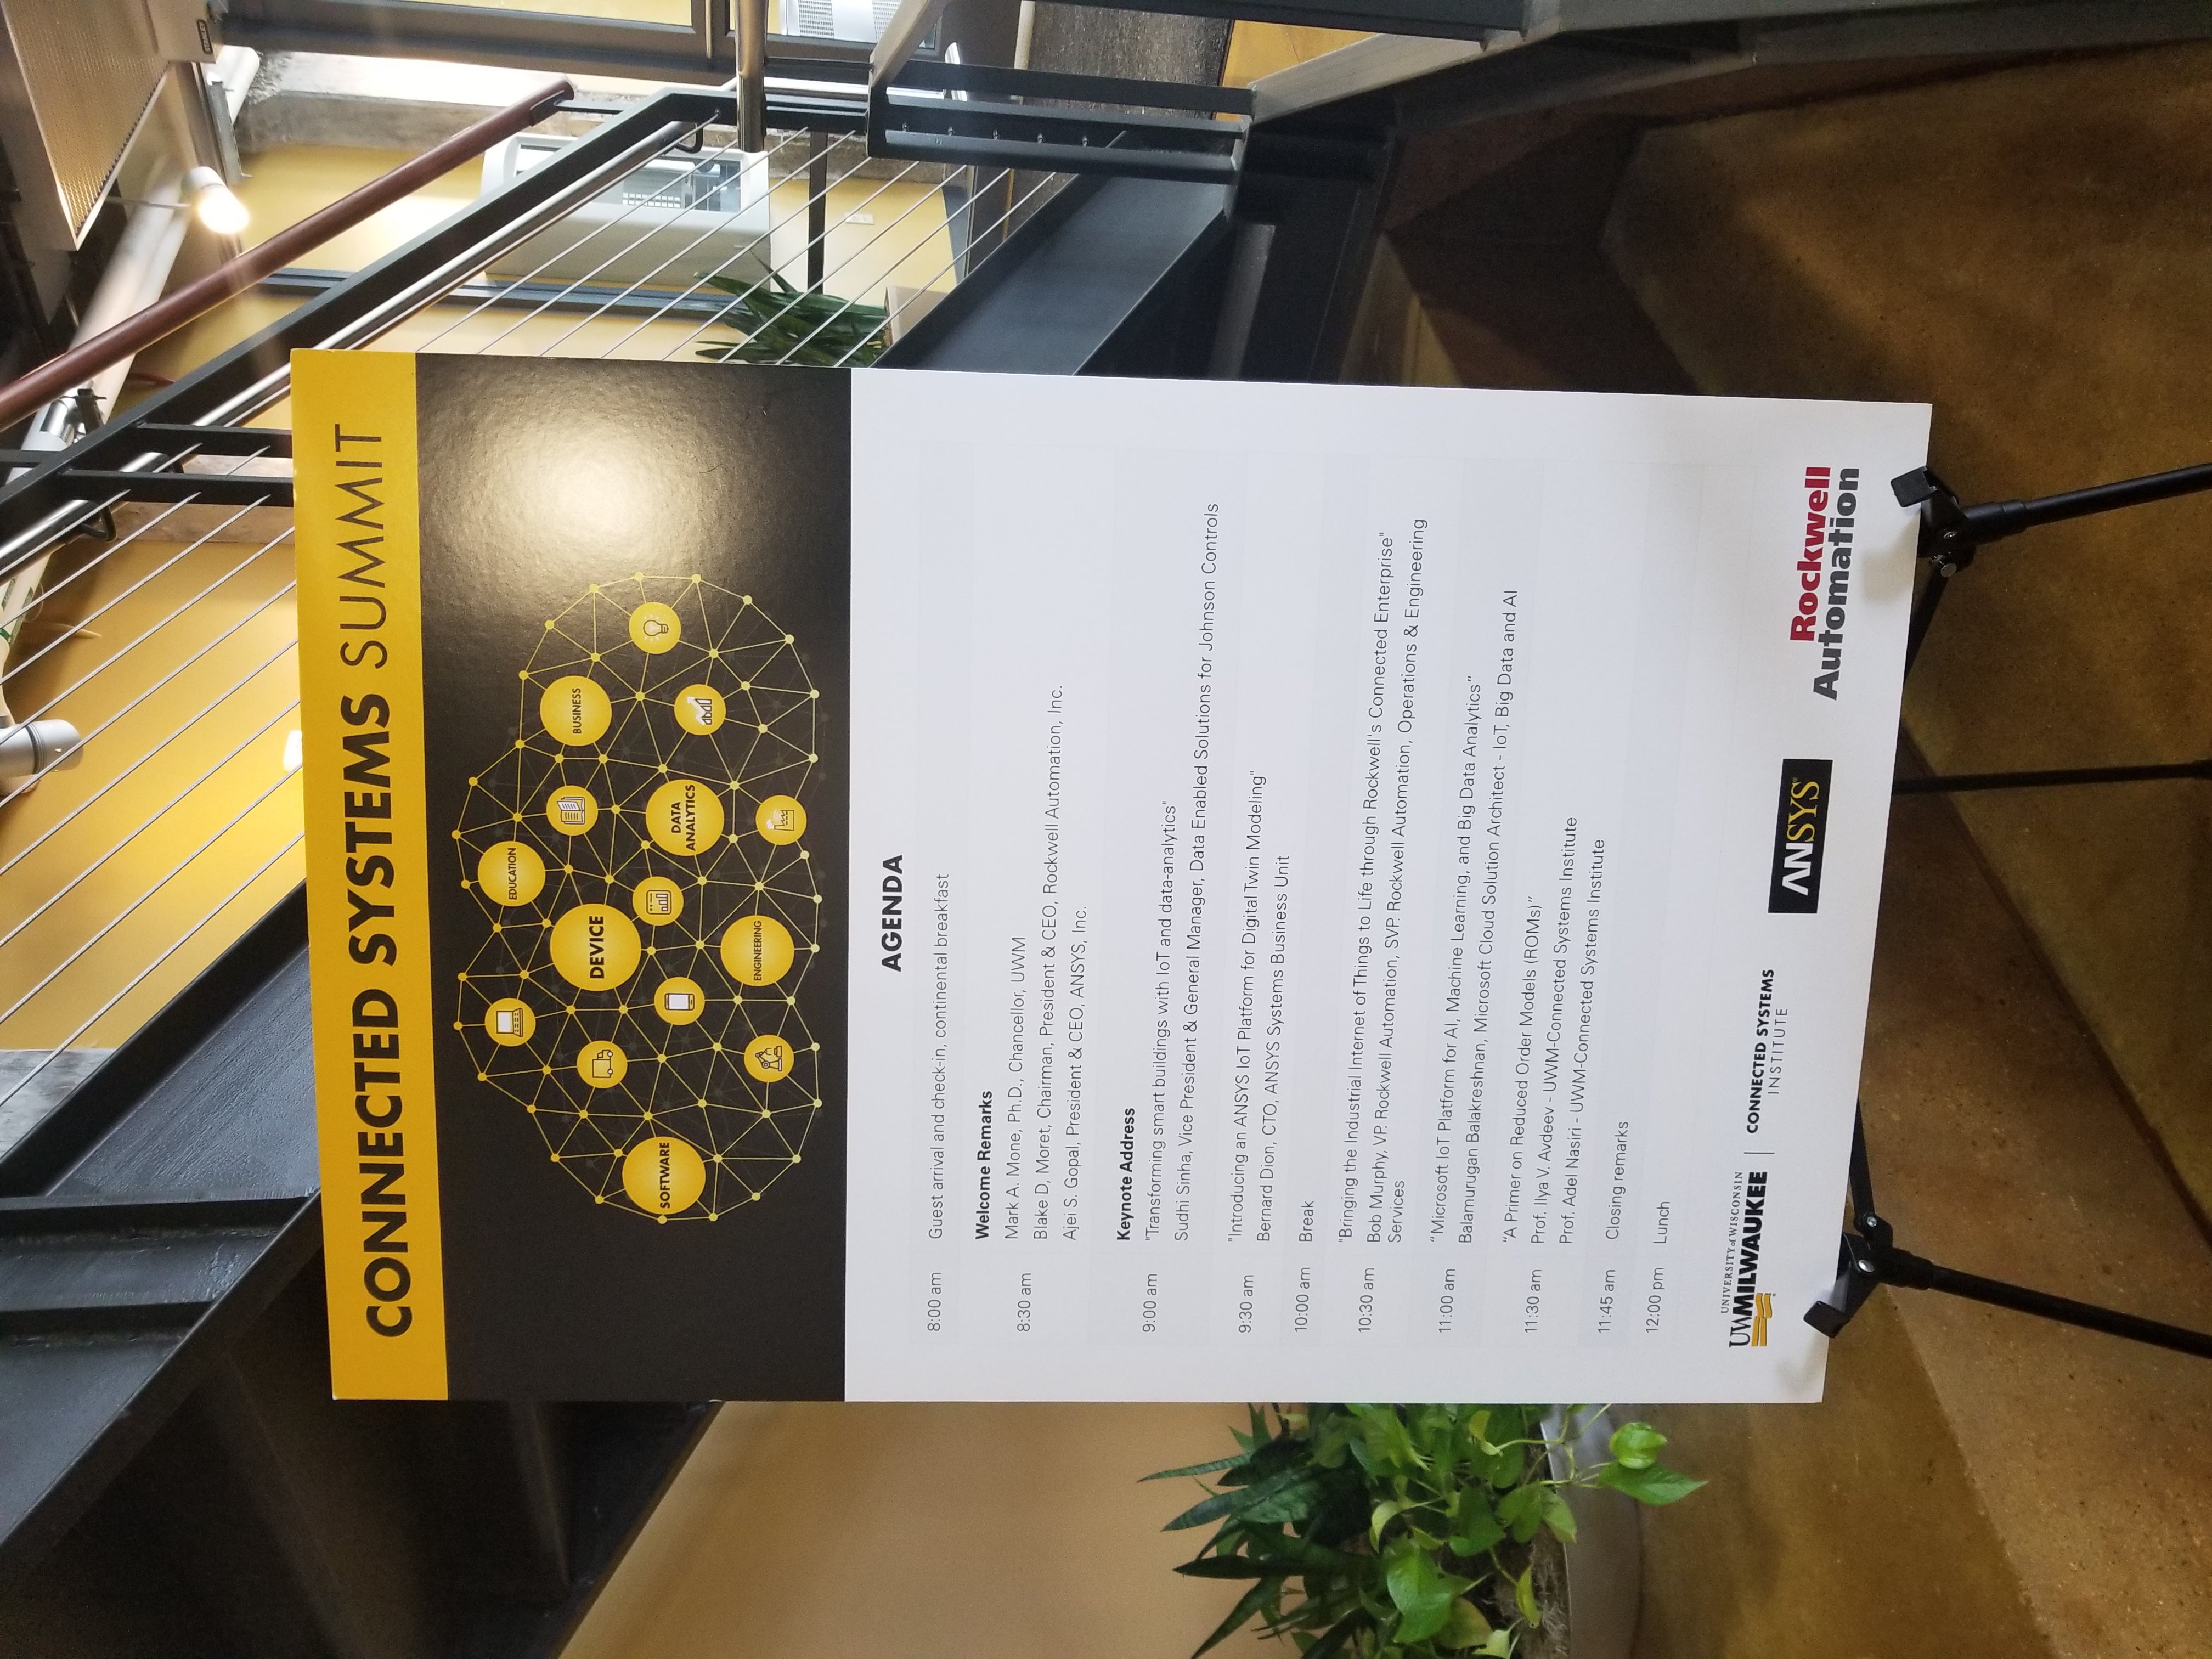 STANLEY
CONNECTED SYSTEMS SUMMIT
EDUCATION
DEVICE
BUSINESS
SOFTWARE
DATA
ANALYTICS
ENGINEERING
AGENDA
8:00 am Guest arrival and check-in, continental breakfast
Welcome Remarks
Mark A. Mone, Ph.D., Chancellor, UWM
8:30 am
Blake D, Moret, Chairman, President & CEO, Rockwell Automation, Inc.
Ajei S. Gopal, President & CEO, ANSYS, Inc.
Keynote Address
9:00 am
"Transforming smart buildings with IoT and data-analytics"
Sudhi Sinha, Vice President & General Manager, Data Enabled Solutions for Johnson Controls
9:30 am
"Introducing an ANSYS IoT Platform for Digital Twin Modeling"
Bernard Dion, CTO, ANSYS Systems Business Unit
10:00 am Break
10:30 am
"Bringing the Industrial Internet of Things to Life through Rockwell's Connected Enterprise"
Bob Murphy, VP. Rockwell Automation, SVP. Rockwell Automation, Operations & Engineering
Services
11:00 am
"Microsoft IoT Platform for AI, Machine Learning, and Big Data Analytics"
Balamurugan Balakreshnan, Microsoft Cloud Solution Architect - IoT, Big Data and AI
11:30 am
"A Primer on Reduced Order Models (ROMs)"
Prof. Ilya V. Avdeev - UWM-Connected Systems Institute
Prof. Adel Nasiri - UWM-Connected Systems Institute
11:45 am Closing remarks
12:00 pm Lunch
UNIVERSITY of WISCONSIN
UWMILWAUKEE
CONNECTED SYSTEMS
INSTITUTE
ANSYS
Rockwell
Automation